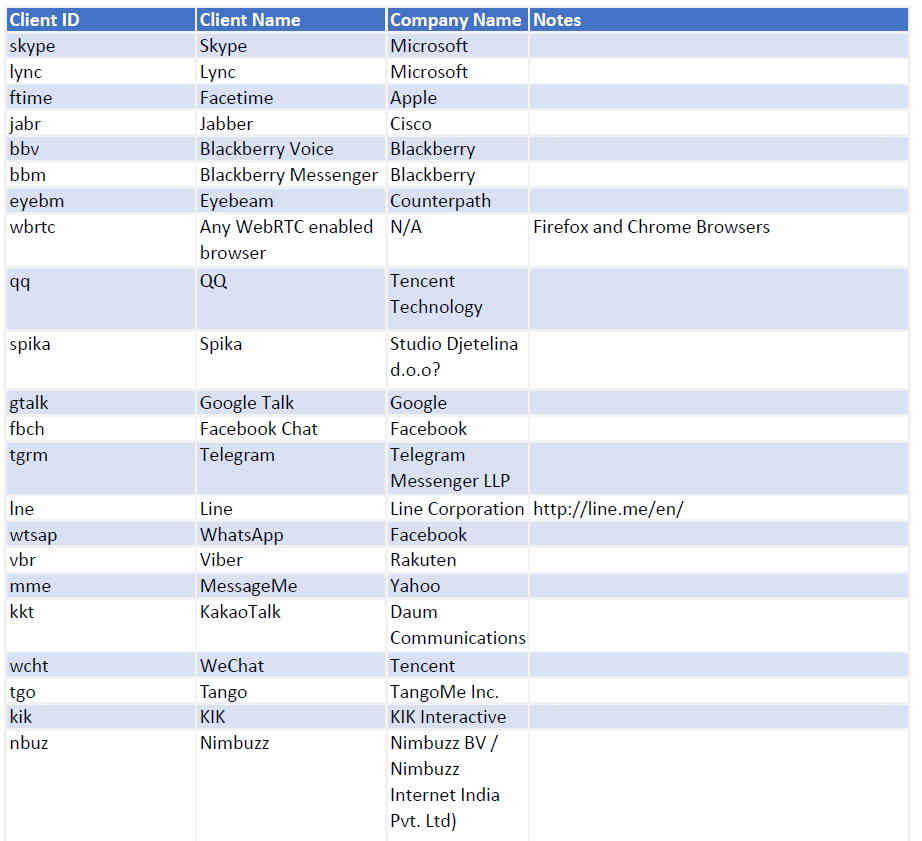 Client ID Client Name Company Name Notes
skype Skype Microsoft
lync Lync Microsoft
ftime Facetime Apple
jabr Jabber Cisco
bbv Blackberry Voice Blackberry
bbm Blackberry Messenger Blackberry
eyebm Eyebeam Counterpath
wbrtc Any WebRTC enabled N/A Firefox and Chrome Browsers
browser
qq QQ Tencent
Technology
spika Spika Studio Djetelina
d.o.o?
gtalk Google Talk Google
fbch Facebook Chat Facebook
tgrm Telegram Telegram
Messenger LLP
lne Line Line Corporation http://line.me/en/
wtsap WhatsApp Facebook
vbr Viber Rakuten
mme MessageMe Yahoo
kkt KakaoTalk Daum
Communications
wcht WeChat Tencent
tgo Tango TangoMe Inc.
kik KIK KIK Interactive
nbuz Nimbuzz Nimbuzz BV /
Nimbuzz
Internet India
Pvt. Ltd)